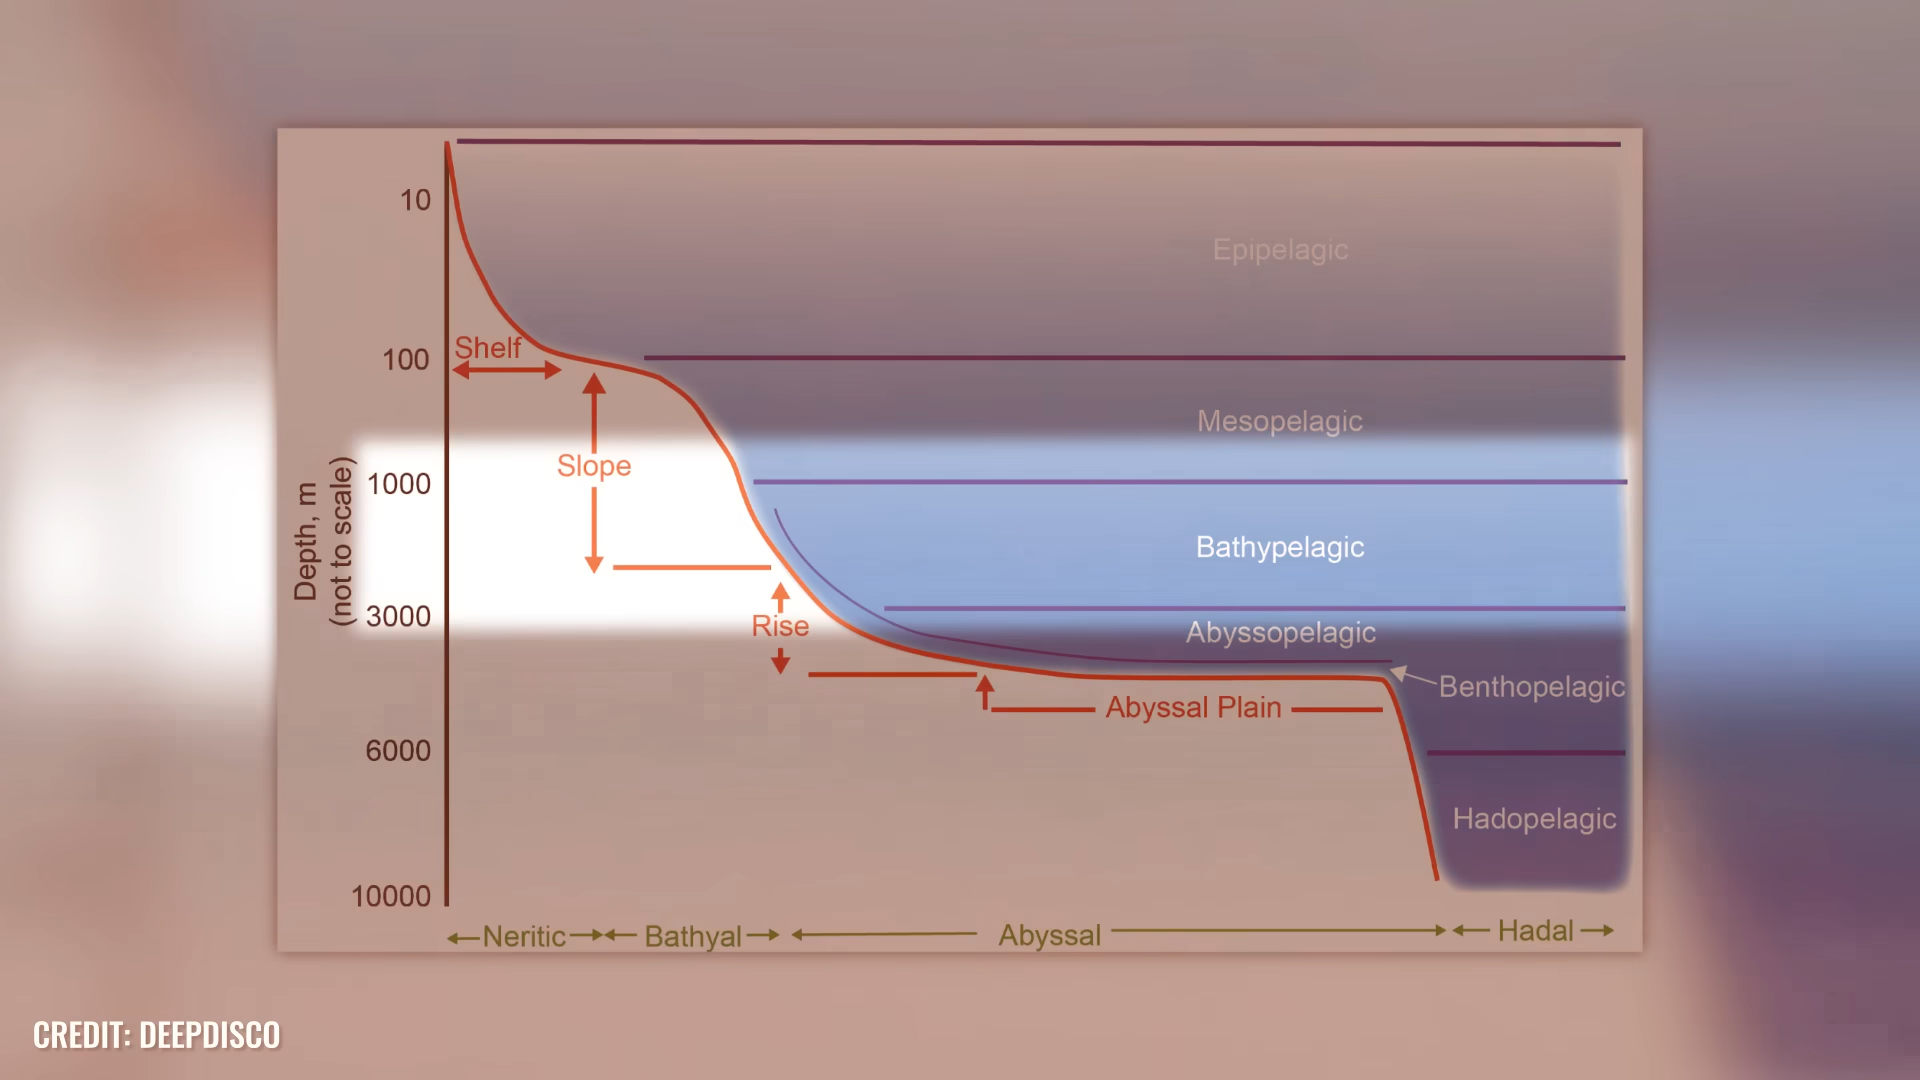 10
Epipelagic
Shelf
100
Mesopelagic
Slope
1000
Depth, m
(not to scale)
Bathypelagic
3000
Rise
Abyssopelagic
Benthopelagic
Abyssal Plain
6000
Hadopelagic
10000
Neritic
Bathyal
Abyssal
Hadal
CREDIT: DEEPDISCO